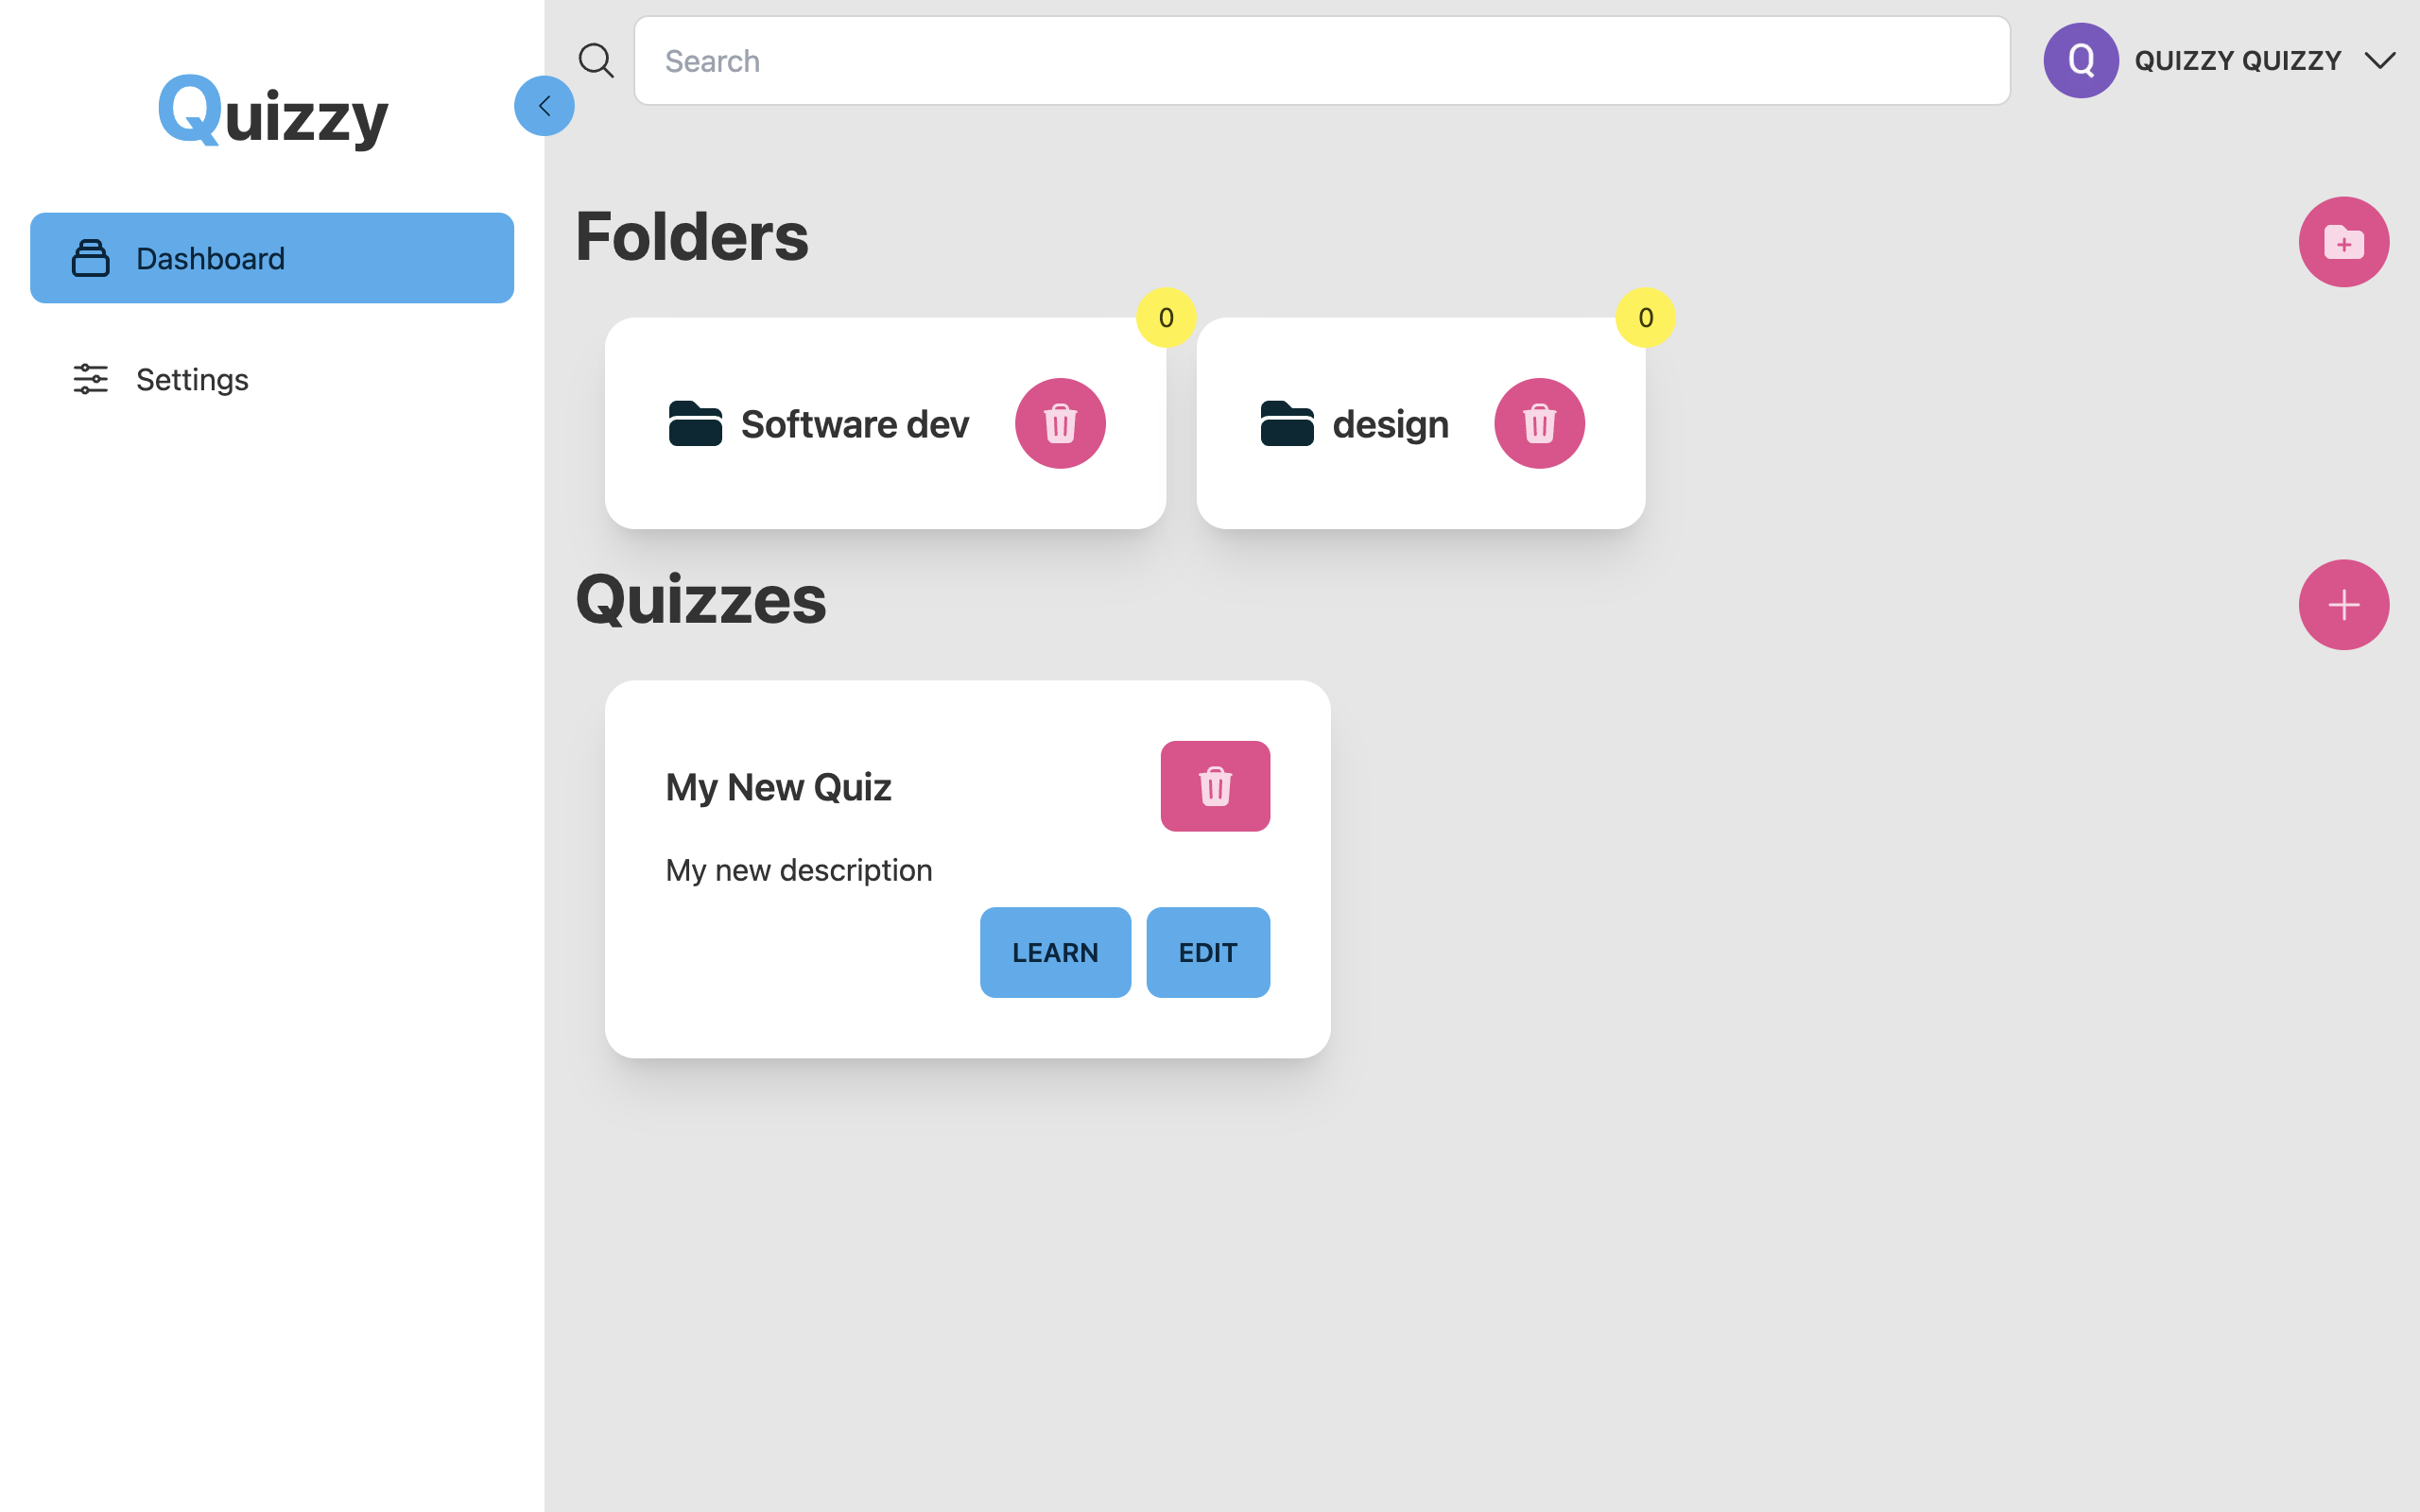 Quizzy
Search
Q QUIZZY QUIZZY
Dashboard
Settings
Folders
0
Software dev
0
design
Quizzes
My New Quiz
My new description
LEARN
EDIT